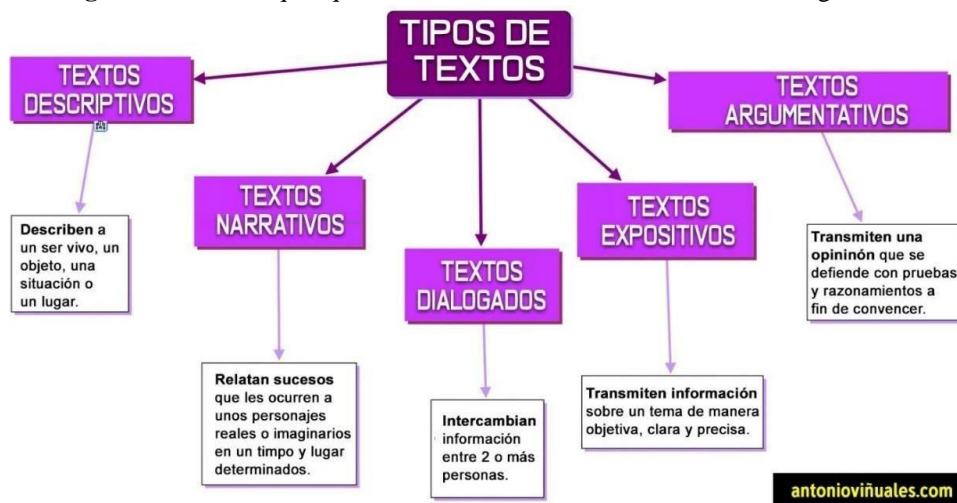 TIPOS DE
TEXTOS
TEXTOS
DESCRIPTIVOS
Describen a
un ser vivo, un
objeto, una
situación o
un lugar.
TEXTOS
NARRATIVOS
Relatan sucesos
que les ocurren a
unos personajes
reales o imaginarios
en un timpo y lugar
determinados.
TEXTOS
DIALOGADOS
Intercambian
información
entre 2 o más
personas.
TEXTOS
EXPOSITIVOS
Transmiten información
sobre un tema de manera
objetiva, clara y precisa.
TEXTOS
ARGUMENTATIVOS
Transmiten una
opininón que se
defiende con pruebas
y razonamientos a
fin de convencer.
antonioviñuales.com